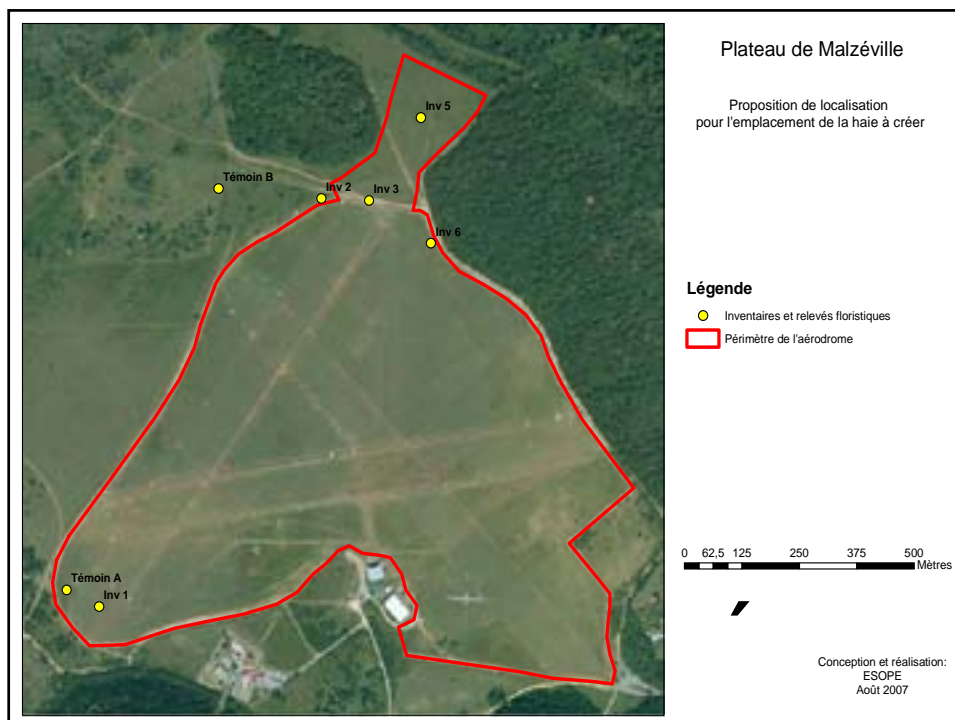 Plateau de Malzéville
Proposition de localisation
pour l'emplacement de la haie à créer
Inv 5
Témoin B
Inv 2
Inv 3
Inv 6
Témoin A
Inv 1
Légende
Inventaires et relevés floristiques
Périmètre de l'aérodrome
0 62,5 125 250 375 500
Mètres
Conception et réalisation:
ESOPE
Août 2007